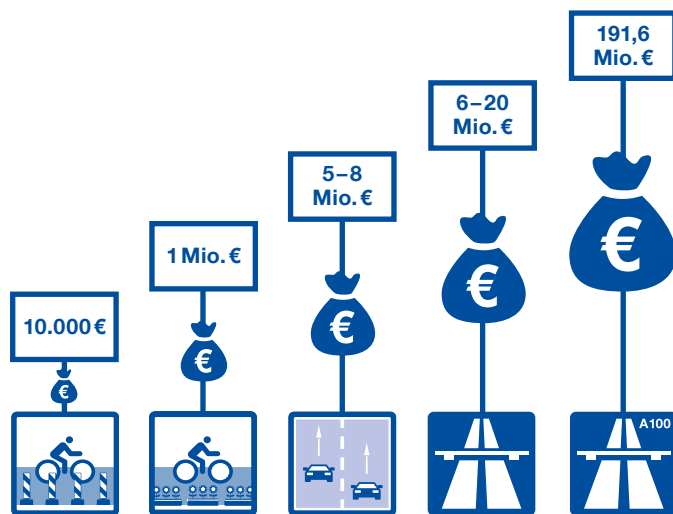 10.000 €
€
1 Mio. €
€
5–8
Mio. €
€
6–20
Mio. €
€
191,6
Mio. €
€
A100